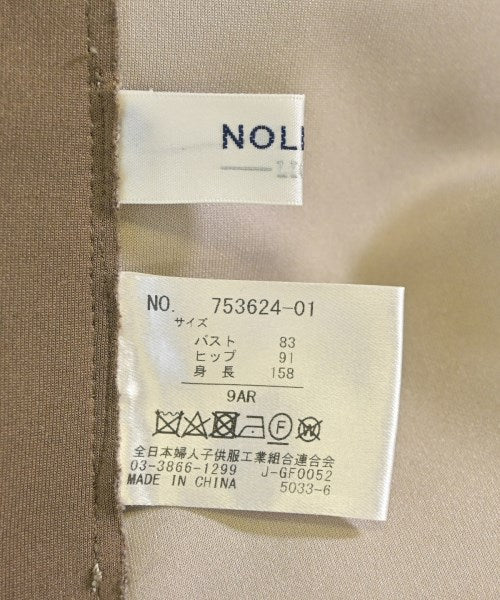 NOL
NO. 753624-01
サイズ
バスト 83
ヒップ 91
身長 158
9AR
全日本婦人子供服工業組合連合会
03-3866-1299 J-GF0052
MADE IN CHINA 5033-6